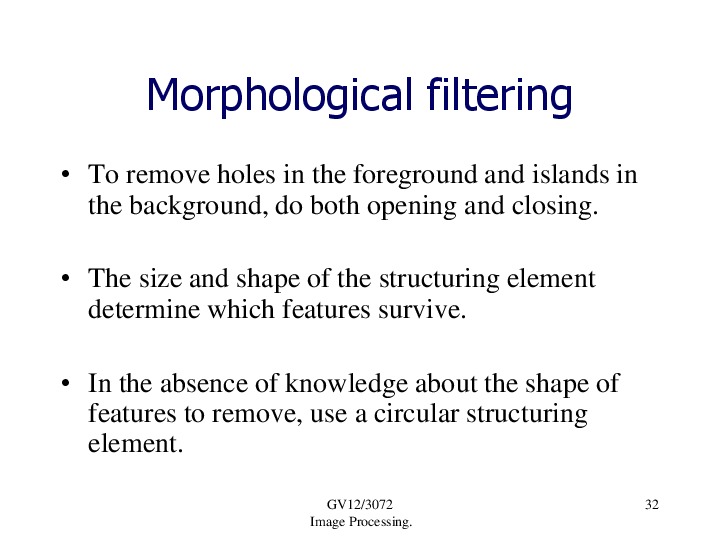 Morphological filtering
• To remove holes in the foreground and islands in
the background, do both opening and closing.
• The size and shape of the structuring element
determine which features survive.
• In the absence of knowledge about the shape of
features to remove, use a circular structuring
element.
GV12/3072
Image Processing.
32